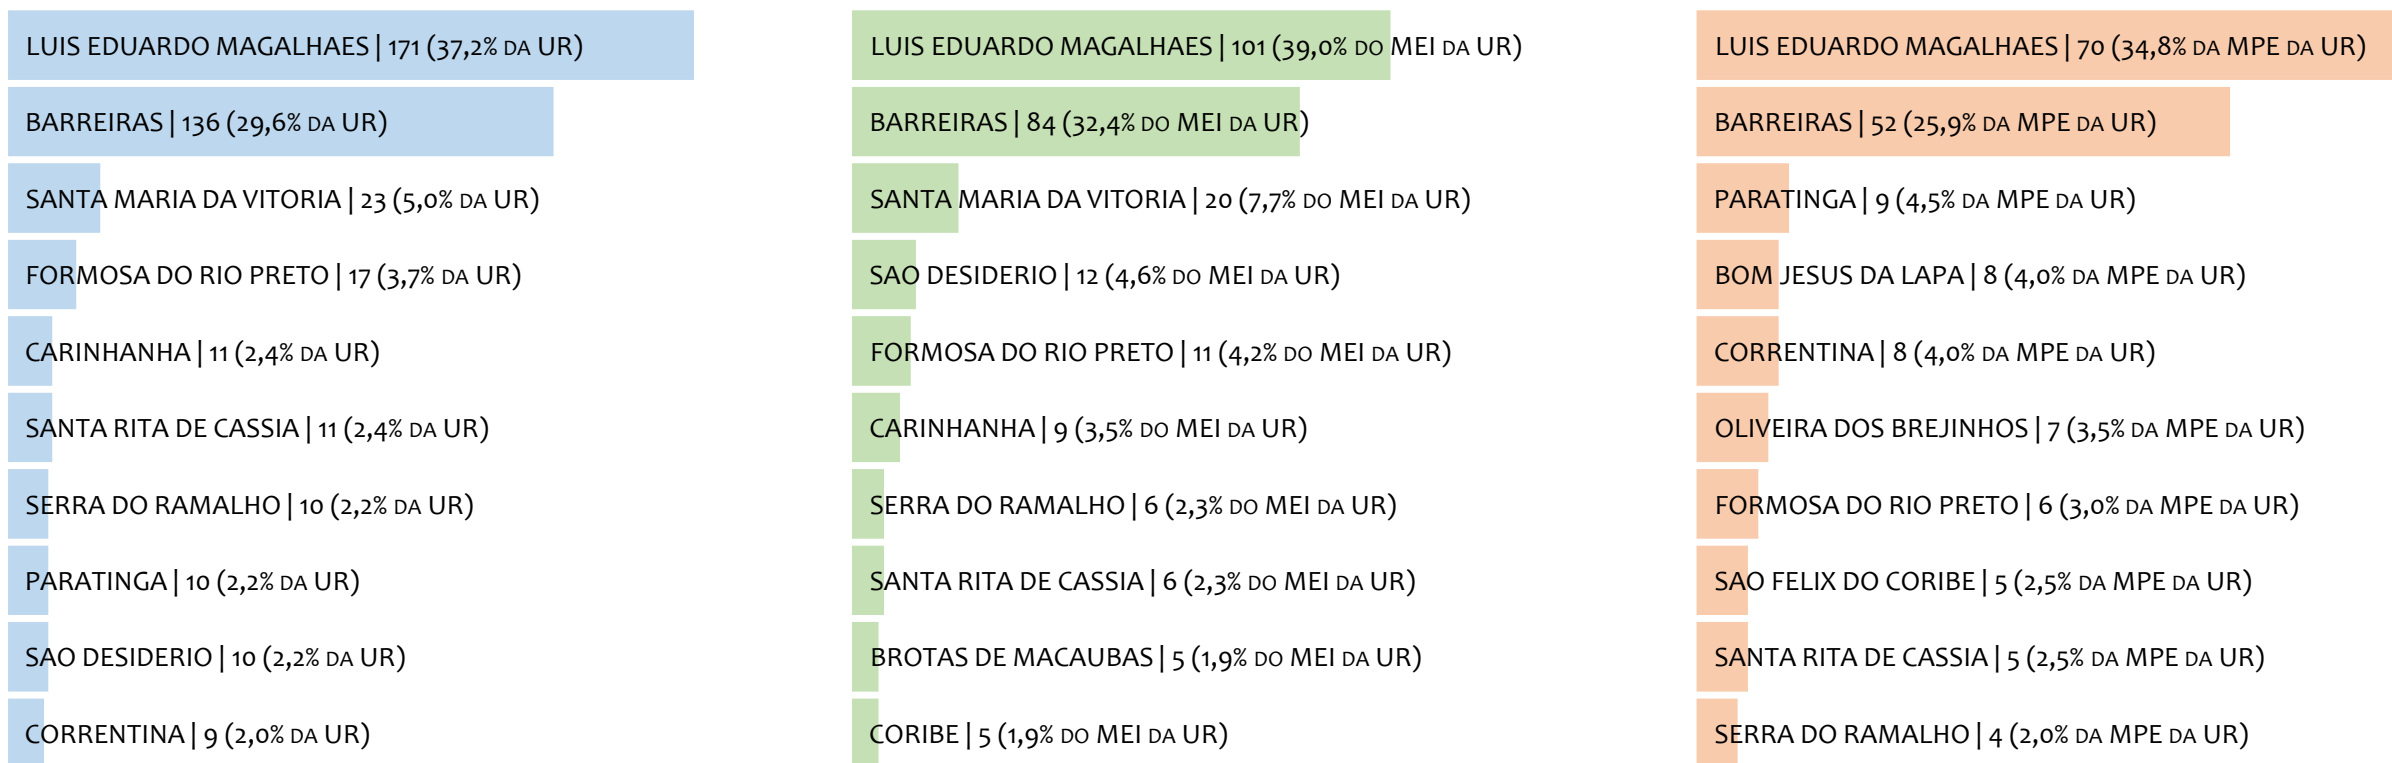 LUIS EDUARDO MAGALHAES | 171 (37,2% DA UR)
BARREIRAS | 136 (29,6% DA UR)
SANTA MARIA DA VITORIA | 23 (5,0% DA UR)
FORMOSA DO RIO PRETO | 17 (3,7% DA UR)
CARINHANHA | 11 (2,4% DA UR)
SANTA RITA DE CASSIA | 11 (2,4% DA UR)
SERRA DO RAMALHO | 10 (2,2% DA UR)
PARATINGA | 10 (2,2% DA UR)
SAO DESIDERIO | 10 (2,2% DA UR)
CORRENTINA | 9 (2,0% DA UR)
LUIS EDUARDO MAGALHAES | 101 (39,0% DO MEI DA UR)
BARREIRAS | 84 (32,4% DO MEI DA UR)
SANTA MARIA DA VITORIA | 20 (7,7% DO MEI DA UR)
SAO DESIDERIO | 12 (4,6% DO MEI DA UR)
FORMOSA DO RIO PRETO | 11 (4,2% DO MEI DA UR)
CARINHANHA | 9 (3,5% DO MEI DA UR)
SERRA DO RAMALHO | 6 (2,3% DO MEI DA UR)
SANTA RITA DE CASSIA | 6 (2,3% DO MEI DA UR)
BROTAS DE MACAUBAS | 5 (1,9% DO MEI DA UR)
CORIBE | 5 (1,9% DO MEI DA UR)
LUIS EDUARDO MAGALHAES | 70 (34,8% DA MPE DA UR)
BARREIRAS | 52 (25,9% DA MPE DA UR)
PARATINGA | 9 (4,5% DA MPE DA UR)
BOM JESUS DA LAPA | 8 (4,0% DA MPE DA UR)
CORRENTINA | 8 (4,0% DA MPE DA UR)
OLIVEIRA DOS BREJINHOS | 7 (3,5% DA MPE DA UR)
FORMOSA DO RIO PRETO | 6 (3,0% DA MPE DA UR)
SAO FELIX DO CORIBE | 5 (2,5% DA MPE DA UR)
SANTA RITA DE CASSIA | 5 (2,5% DA MPE DA UR)
SERRA DO RAMALHO | 4 (2,0% DA MPE DA UR)